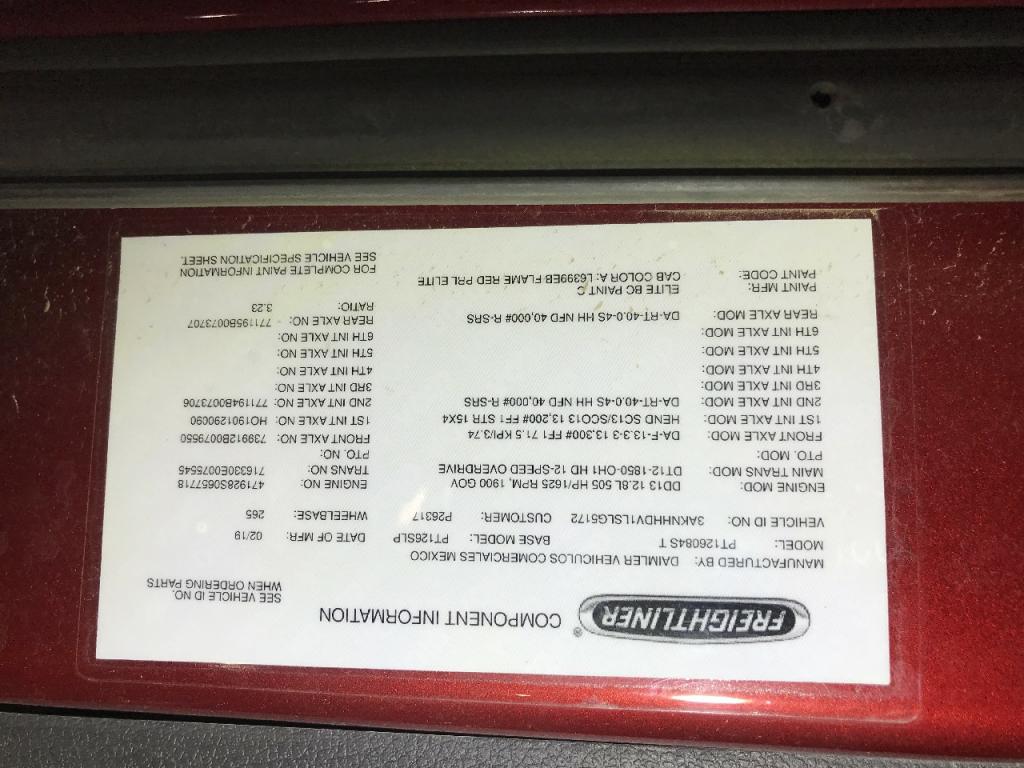 FREIGHTLINER® COMPONENT INFORMATION
SEE VEHICLE ID NO.
WHEN ORDERING PARTS
MANUFACTURED BY: DAIMLER VEHICULOS COMERCIALES MEXICO
MODEL: PT126084S T BASE MODEL: PT126SLP DATE OF MFR: 02/19
VEHICLE ID NO: 3AKNHHDV1LSLG5172 CUSTOMER: P26317 WHEELBASE: 265
ENGINE MOD: DD13 12.8L 505 HP/1625 RPM, 1900 GOV ENGINE NO: 471928S0657718
MAIN TRANS MOD: DT12-1850-OH1 HD 12-SPEED OVERDRIVE TRANS NO: 716330E0075545
PTO. MOD: PTO. NO:
FRONT AXLE MOD: DA-F-13.3-3 13,300# FF1 71.5 KPI/3.74 FRONT AXLE NO: 739912B0079550
1ST INT AXLE MOD: HEND SC13/SCO13 13,200# FF1 STR 15X4 1ST INT AXLE NO: HO1901290090
2ND INT AXLE MOD: DA-RT-40.0-4S HH NFD 40,000# R-SRS 2ND INT AXLE NO: 771194B0073706
3RD INT AXLE MOD: 3RD INT AXLE NO:
4TH INT AXLE MOD: 4TH INT AXLE NO:
5TH INT AXLE MOD: 5TH INT AXLE NO:
6TH INT AXLE MOD: 6TH INT AXLE NO:
REAR AXLE MOD: DA-RT-40.0-4S HH NFD 40,000# R-SRS REAR AXLE NO: 771195B0073707
RATIO: 3.23
PAINT MFR: ELITE BC PAINT C
PAINT CODE: CAB COLOR A: L6399EB FLAME RED PRL ELITE
FOR COMPLETE PAINT INFORMATION
SEE VEHICLE SPECIFICATION SHEET.